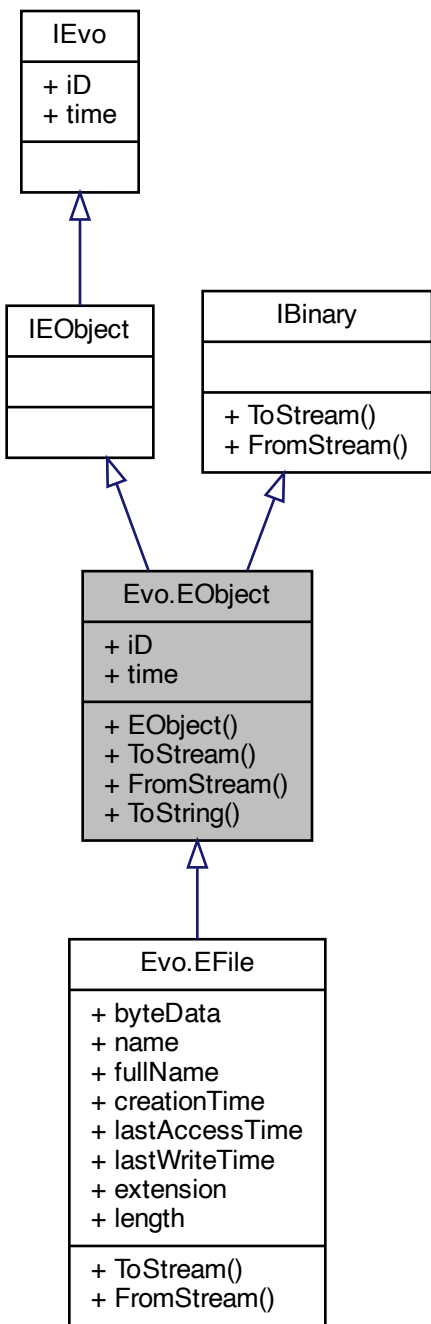 IEvo
+ iD
+ time
IEObject
IBinary
+ ToStream()
+ FromStream()
Evo.EObject
+ iD
+ time
+ EObject()
+ ToStream()
+ FromStream()
+ ToString()
Evo.EFile
+ byteData
+ name
+ fullName
+ creationTime
+ lastAccessTime
+ lastWriteTime
+ extension
+ length
+ ToStream()
+ FromStream()